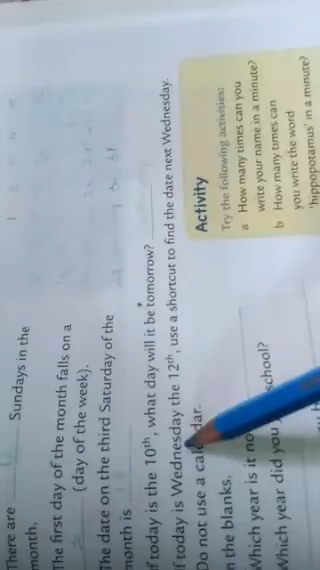 There are Sundays in the
month.
The first day of the month falls on a
(day of the week).
The date on the third Saturday of the
month is
If today is the 10th, what day will it be tomorrow?
If today is Wednesday the 12th, use a shortcut to find the date next Wednesday.
Do not use a calendar.
n the blanks.
Which year is it no
Which year did you school?
Activity
Try the following activities:
a How many times can you
write your name in a minute?
b How many times can
you write the word
'hippopotamus' in a minute?